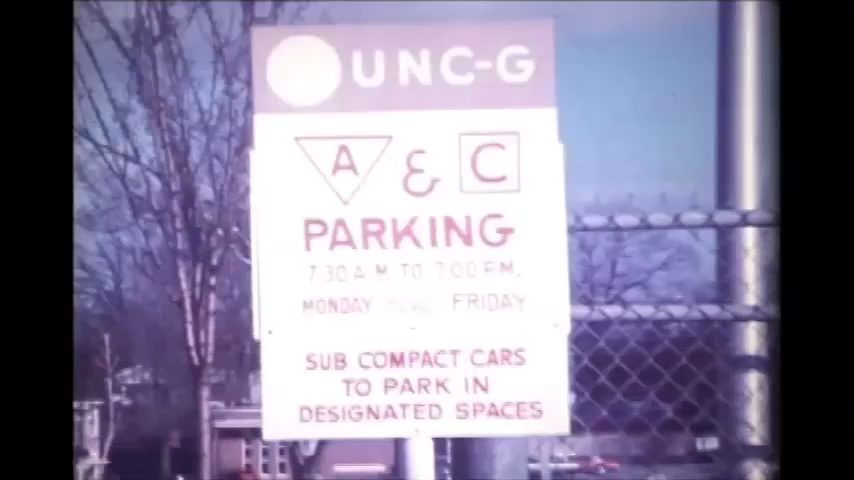 UNC-G
A & C
PARKING
7:30 A.M. TO 7:00 P.M.
MONDAY FRIDAY
SUB COMPACT CARS
TO PARK IN
DESIGNATED SPACES